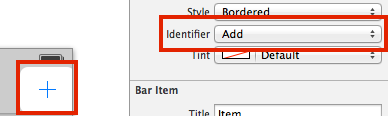 Style Bordered
Identifier Add
Tint Default
Bar Item
Title Item